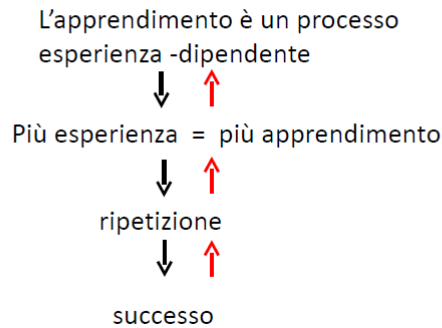 L’apprendimento è un processo
esperienza -dipendente
Più esperienza = più apprendimento
ripetizione
successo